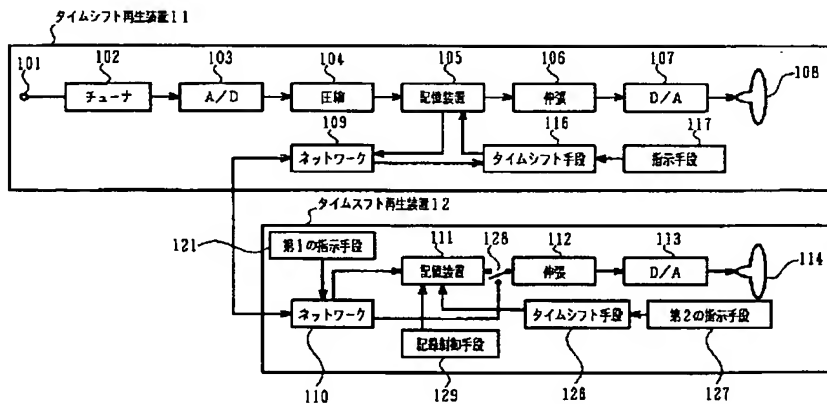 タイムシフト再生装置11
101
102
103
104
105
106
107
108
チューナ
A/D
圧縮
記憶装置
伸張
D/A
109
116
117
ネットワーク
タイムシフト手段
指示手段
タイムスフト再生装置12
121
第1の指示手段
111
128
112
113
114
記憶装置
伸張
D/A
ネットワーク
タイムシフト手段
第2の指示手段
記録制御手段
110
129
126
127